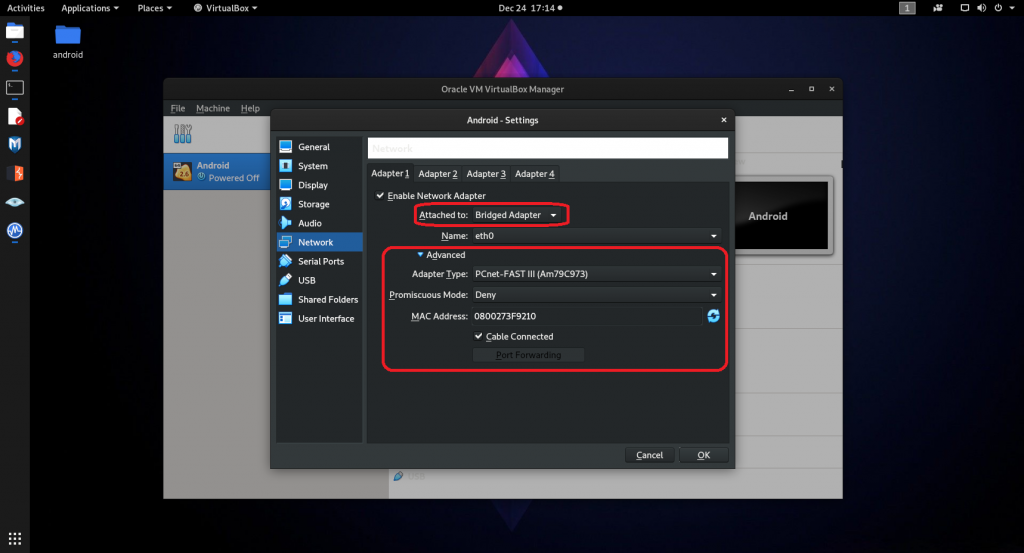 Activities Applications Places VirtualBox Dec 24 17:14 1
android
Oracle VM VirtualBox Manager
File Machine Help
Android - Settings
Android
Powered Off
General
System
Display
Storage
Audio
Network
Serial Ports
USB
Shared Folders
User Interface
Network
Adapter 1 Adapter 2 Adapter 3 Adapter 4
Enable Network Adapter
Attached to: Bridged Adapter
Name: eth0
Advanced
Adapter Type: PCnet-FAST III (Am79C973)
Promiscuous Mode: Deny
MAC Address: 0800273F9210
Cable Connected
Port Forwarding
Cancel OK
Android
USB